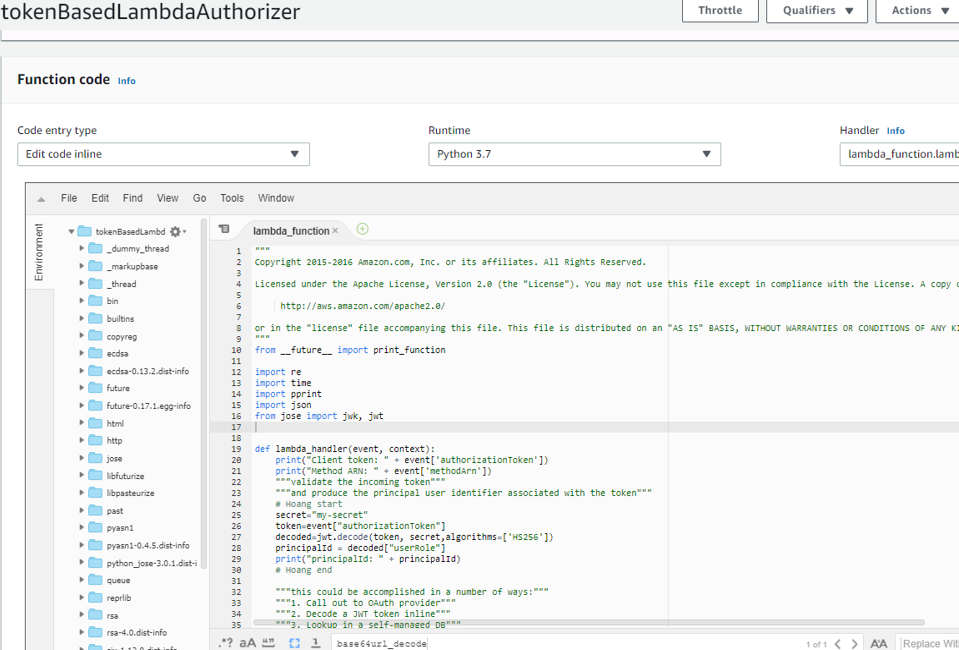 tokenBasedLambdaAuthorizer
Throttle
Qualifiers
Actions
Function code Info
Code entry type
Edit code inline
Runtime
Python 3.7
Handler Info
lambda_function.lamb
File Edit Find View Go Tools Window
Environment
tokenBasedLambd
_dummy_thread
_markupbase
_thread
bin
builtins
copyreg
ecdsa
ecdsa-0.13.2.dist-info
future
future-0.17.1.egg-info
html
http
jose
libfuturize
libpasteurize
past
pyasn1
pyasn1-0.4.5.dist-info
python_jose-3.0.1.dist-i
queue
reprlib
rsa
rsa-4.0.dist-info
lambda_function
1 """
2 Copyright 2015-2016 Amazon.com, Inc. or its affiliates. All Rights Reserved.
3
4 Licensed under the Apache License, Version 2.0 (the "License"). You may not use this file except in compliance with the License. A copy
5
6 http://aws.amazon.com/apache2.0/
7
8 or in the "license" file accompanying this file. This file is distributed on an "AS IS" BASIS, WITHOUT WARRANTIES OR CONDITIONS OF ANY KI
9 """
10 from __future__ import print_function
11
12 import re
13 import time
14 import pprint
15 import json
16 from jose import jwk, jwt
17
18
19 def lambda_handler(event, context):
20 print("Client token: " + event['authorizationToken'])
21 print("Method ARN: " + event['methodArn'])
22 """validate the incoming token"""
23 """and produce the principal user identifier associated with the token"""
24 # Hoang start
25 secret="my-secret"
26 token=event["authorizationToken"]
27 decoded=jwt.decode(token, secret,algorithms=['HS256'])
28 principalId = decoded["userRole"]
29 print("principalId: " + principalId)
30 # Hoang end
31
32 """this could be accomplished in a number of ways:"""
33 """1. Call out to OAuth provider"""
34 """2. Decode a JWT token inline"""
35 """3. Lookup in a self-managed DB"""
.*? aA
base64url_decode
1 of 1
AA
Replace Wit